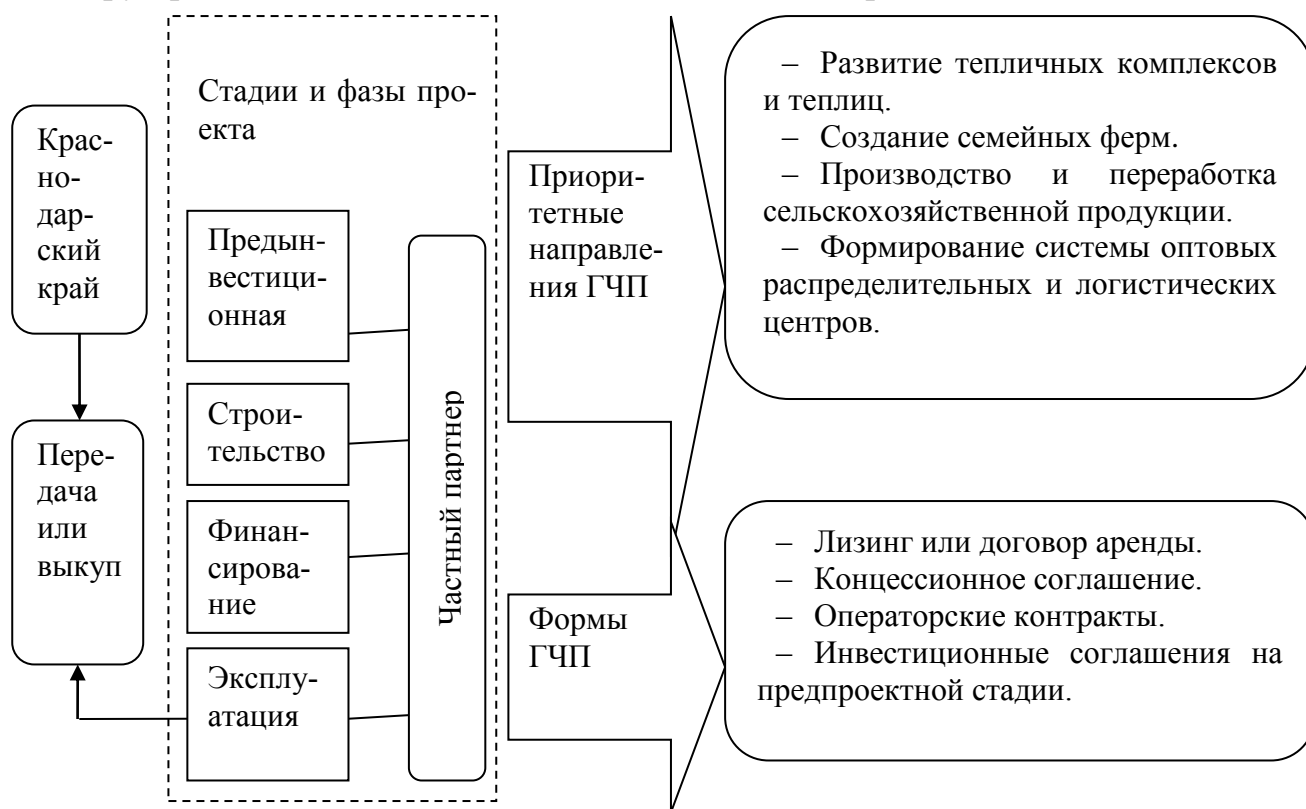 Крас-
но-
дар-
ский
край
Пере-
дача
или
выкуп
Стадии и фазы про-
екта
Предын-
вестици-
онная
Строи-
тельство
Финан-
сирова-
ние
Эксплу-
атация
Частный партнер
Приори-
тетные
направле-
ния ГЧП
Формы
ГЧП
– Развитие тепличных комплексов
и теплиц.
– Создание семейных ферм.
– Производство и переработка
сельскохозяйственной продукции.
– Формирование системы оптовых
распределительных и логистических
центров.
– Лизинг или договор аренды.
– Концессионное соглашение.
– Операторские контракты.
– Инвестиционные соглашения на
предпроектной стадии.